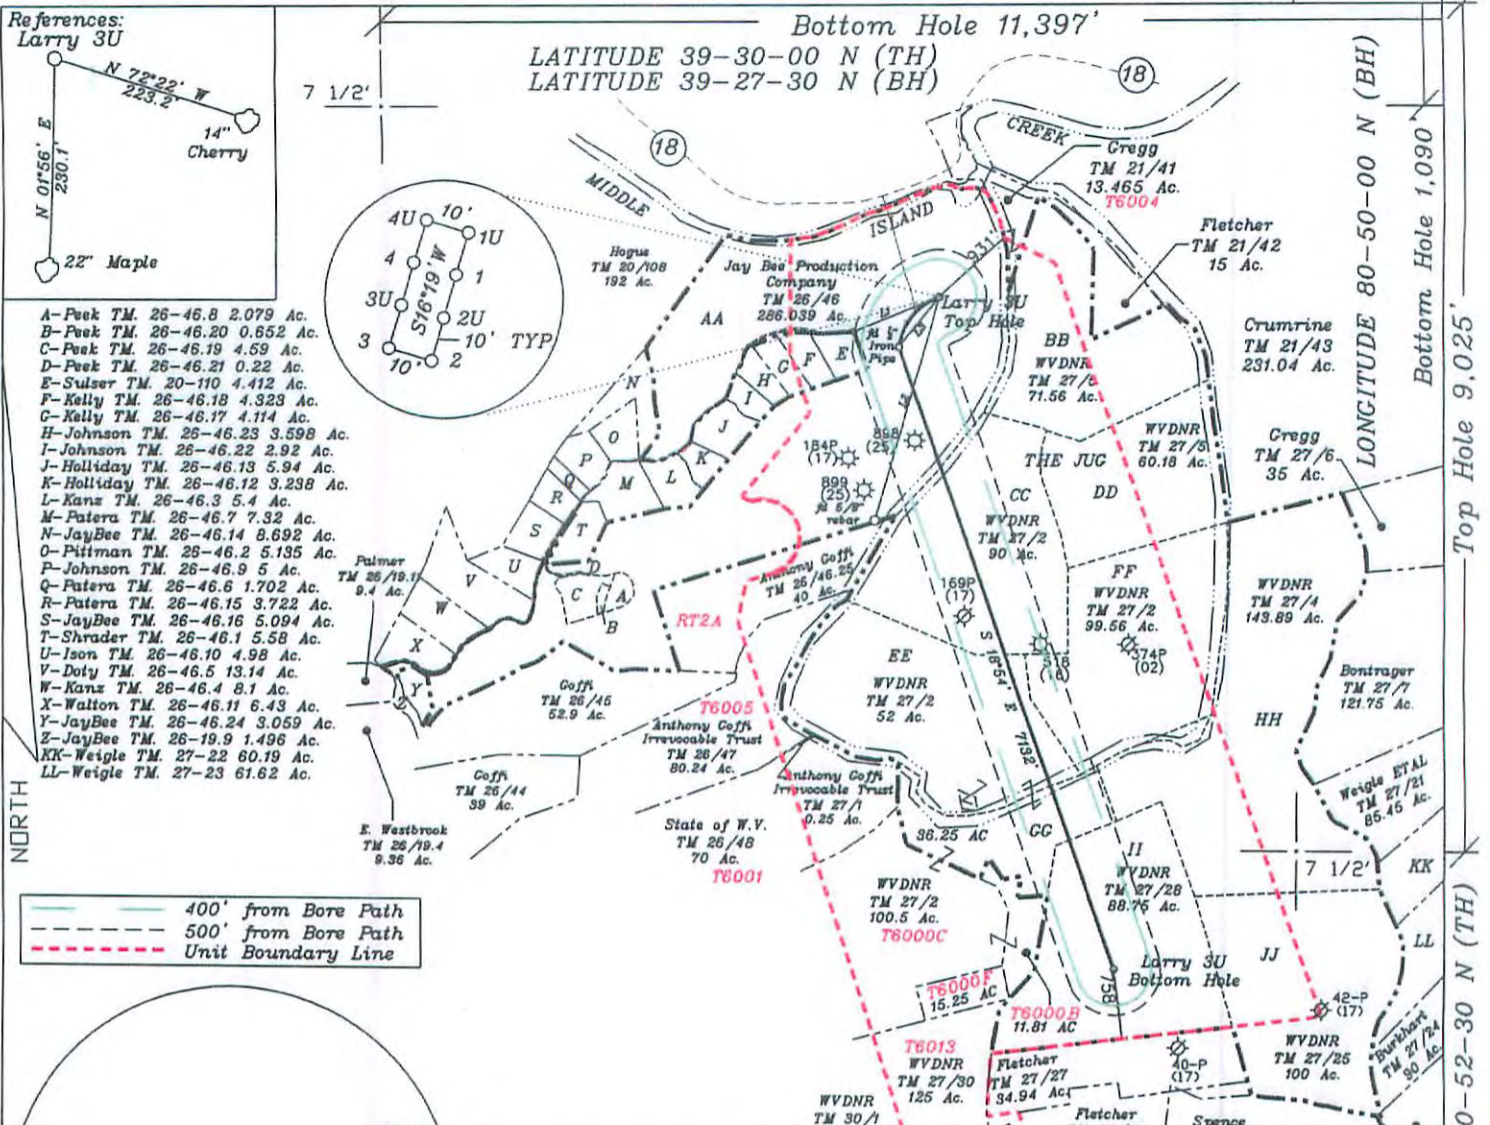 References:
Larry 3U
N 72°22' W
223.2'
N 01°56' E
230.1'
14"
Cherry
22" Maple
Bottom Hole 11,397'
LATITUDE 39-30-00 N (TH)
LATITUDE 39-27-30 N (BH)
7 1/2'
18
18
MIDDLE
ISLAND
CREEK
LONGITUDE 80-50-00 N (BH)
Bottom Hole 1,090'
Top Hole 9,025'
0-52-30 N (TH)
4U
10'
1U
4
1
S16°19'W
3U
2U
3
10'
2
10'
TYP
A-Peek TM. 26-46.8 2.079 Ac.
B-Peek TM. 26-46.20 0.652 Ac.
C-Peek TM. 26-46.19 4.59 Ac.
D-Peek TM. 26-46.21 0.22 Ac.
E-Sulser TM. 20-110 4.412 Ac.
F-Kelly TM. 26-46.18 4.323 Ac.
G-Kelly TM. 26-46.17 4.114 Ac.
H-Johnson TM. 26-46.23 3.598 Ac.
I-Johnson TM. 26-46.22 2.92 Ac.
J-Holliday TM. 26-46.13 5.94 Ac.
K-Holliday TM. 26-46.12 3.238 Ac.
L-Kanz TM. 26-46.3 5.4 Ac.
M-Patera TM. 26-46.7 7.32 Ac.
N-JayBee TM. 26-46.14 8.692 Ac.
O-Pittman TM. 26-46.2 5.135 Ac.
P-Johnson TM. 26-46.9 5 Ac.
Q-Patera TM. 26-46.6 1.702 Ac.
R-Patera TM. 26-46.15 3.722 Ac.
S-JayBee TM. 26-46.16 5.094 Ac.
T-Shrader TM. 26-46.1 5.58 Ac.
U-Ison TM. 26-46.10 4.98 Ac.
V-Doty TM. 26-46.5 13.14 Ac.
W-Kanz TM. 26-46.4 8.1 Ac.
X-Walton TM. 26-46.11 6.43 Ac.
Y-JayBee TM. 26-46.24 3.059 Ac.
Z-JayBee TM. 26-19.9 1.496 Ac.
KK-Weigle TM. 27-22 60.19 Ac.
LL-Weigle TM. 27-23 61.62 Ac.
NORTH
400' from Bore Path
500' from Bore Path
Unit Boundary Line
Gregg
TM 21/41
13.465 Ac.
T6004
Fletcher
TM 21/42
15 Ac.
Hogue
TM 20/108
192 Ac.
Jay Bee Production
Company
TM 26/46
286.039 Ac.
931'
Larry 3U
Top Hole
Iron
Pipe
AA
BB
WVDNR
71.56 Ac.
Crumrine
TM 21/43
231.04 Ac.
N
O
P
Q
R
S
T
U
V
W
X
Y
Z
M
L
K
J
I
H
G
F
E
D
C
A
B
184P
(17)
899
(25)
rebar
THE JUG
WVDNR
TM 27/5
60.18 Ac.
Gregg
TM 27/6
35 Ac.
CC
WVDNR
TM 27/2
90 Ac.
DD
Palmer
TM 26/19.1
9.4 Ac.
Anthony Goffi
TM 26/46.25
40 Ac.
169P
(17)
FF
WVDNR
TM 27/2
99.56 Ac.
374P
(02)
WVDNR
TM 27/4
143.89 Ac.
RT2A
EE
WVDNR
TM 27/2
52 Ac.
S 18°54' E
7132'
Bontrager
TM 27/7
121.75 Ac.
HH
Goffi
TM 26/45
52.9 Ac.
T6005
Anthony Goffi
Irrevocable Trust
TM 26/47
80.24 Ac.
Goffi
TM 26/44
39 Ac.
Anthony Goffi
Irrevocable Trust
TM 27/1
0.25 Ac.
Weigle ETAL
TM 27/21
85.45 Ac.
E. Westbrook
TM 26/19.4
9.36 Ac.
State of W.V.
TM 26/48
70 Ac.
T6001
36.25 AC
GG
II
WVDNR
TM 27/28
88.75 Ac.
7 1/2'
KK
WVDNR
TM 27/2
100.5 Ac.
T6000C
LL
JJ
Larry 3U
Bottom Hole
758'
T6000F
15.25 AC
T6000B
11.81 AC
42-P
(17)
T6013
WVDNR
TM 27/30
125 Ac.
Fletcher
TM 27/27
34.94 Ac.
40-P
(17)
WVDNR
TM 27/25
100 Ac.
Burkhart
TM 27/24
90 Ac.
WVDNR
TM 30/1
Fletcher
Spence